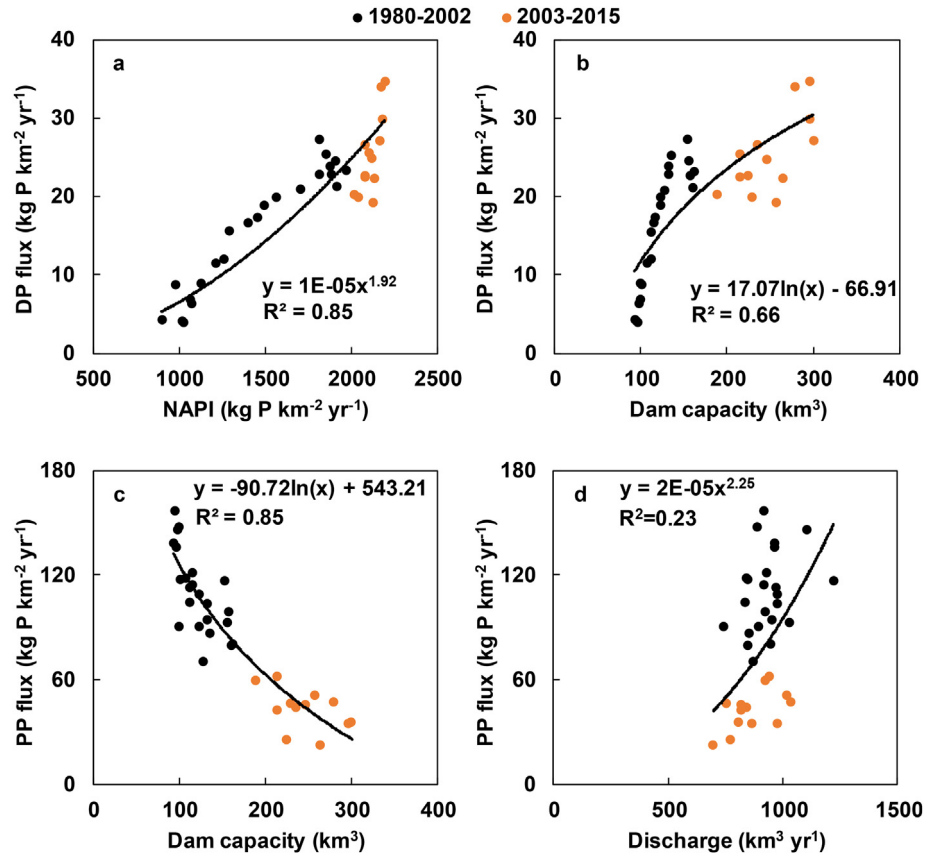 1980-2002 2003-2015
a
DP flux (kg P km⁻² yr⁻¹)
40
30
20
10
0
y = 1E-05x¹·⁹²
R² = 0.85
500 1000 1500 2000 2500
NAPI (kg P km⁻² yr⁻¹)
b
DP flux (kg P km⁻² yr⁻¹)
40
30
20
10
0
y = 17.07ln(x) - 66.91
R² = 0.66
0 100 200 300 400
Dam capacity (km³)
c
PP flux (kg P km⁻² yr⁻¹)
180
120
60
0
y = -90.72ln(x) + 543.21
R² = 0.85
0 100 200 300 400
Dam capacity (km³)
d
PP flux (kg P km⁻² yr⁻¹)
180
120
60
0
y = 2E-05x²·²⁵
R²=0.23
0 500 1000 1500
Discharge (km³ yr¹)